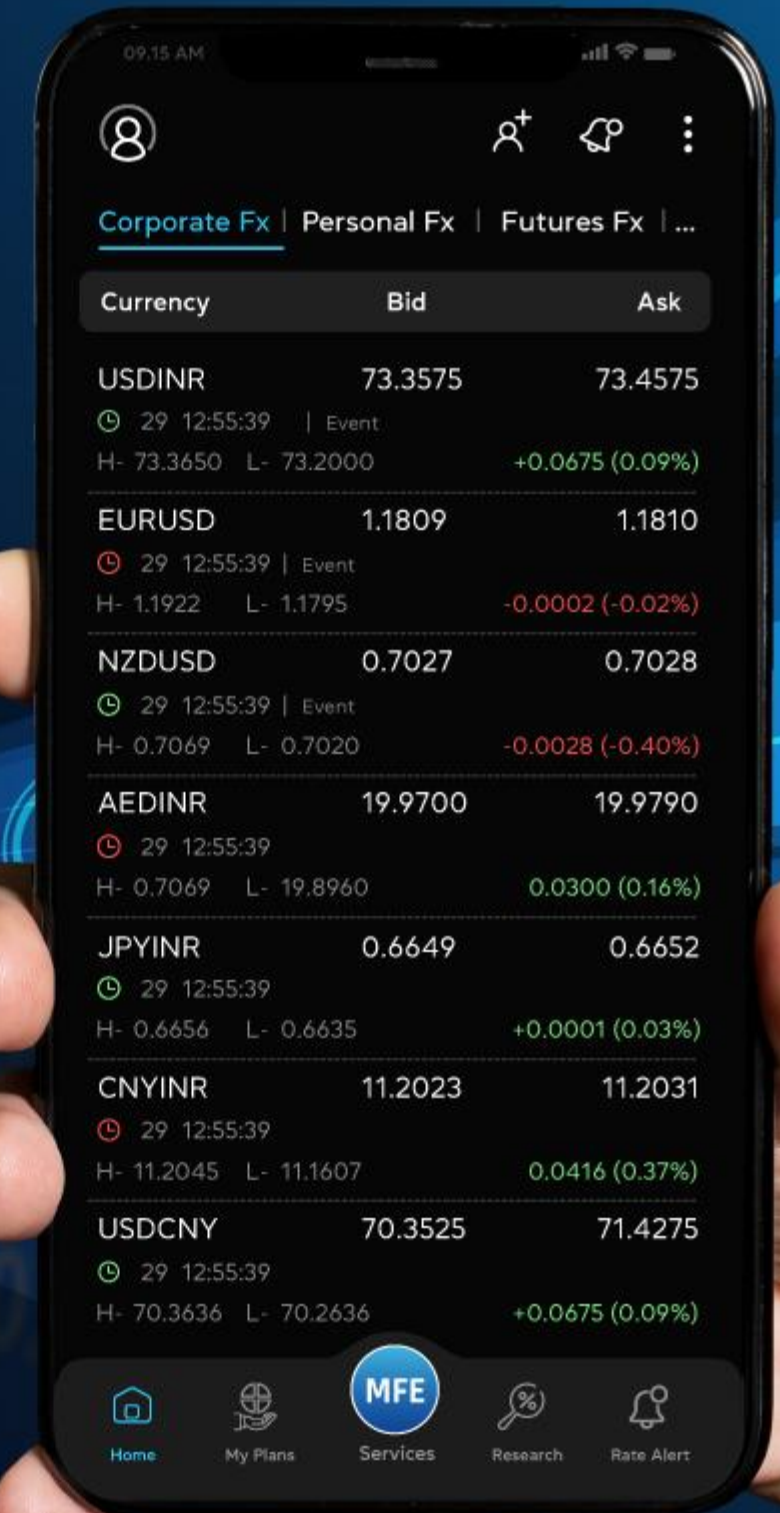 09.15 AM
Corporate Fx | Personal Fx | Futures Fx | ...
Currency Bid Ask
USDINR 73.3575 73.4575
29 12:55:39 | Event
H- 73.3650 L- 73.2000 +0.0675 (0.09%)
EURUSD 1.1809 1.1810
29 12:55:39 | Event
H- 1.1922 L- 1.1795 -0.0002 (-0.02%)
NZDUSD 0.7027 0.7028
29 12:55:39 | Event
H- 0.7069 L- 0.7020 -0.0028 (-0.40%)
AEDINR 19.9700 19.9790
29 12:55:39
H- 0.7069 L- 19.8960 0.0300 (0.16%)
JPYINR 0.6649 0.6652
29 12:55:39
H- 0.6656 L- 0.6635 +0.0001 (0.03%)
CNYINR 11.2023 11.2031
29 12:55:39
H- 11.2045 L- 11.1607 0.0416 (0.37%)
USDCNY 70.3525 71.4275
29 12:55:39
H- 70.3636 L- 70.2636 +0.0675 (0.09%)
MFE
Home My Plans Services Research Rate Alert